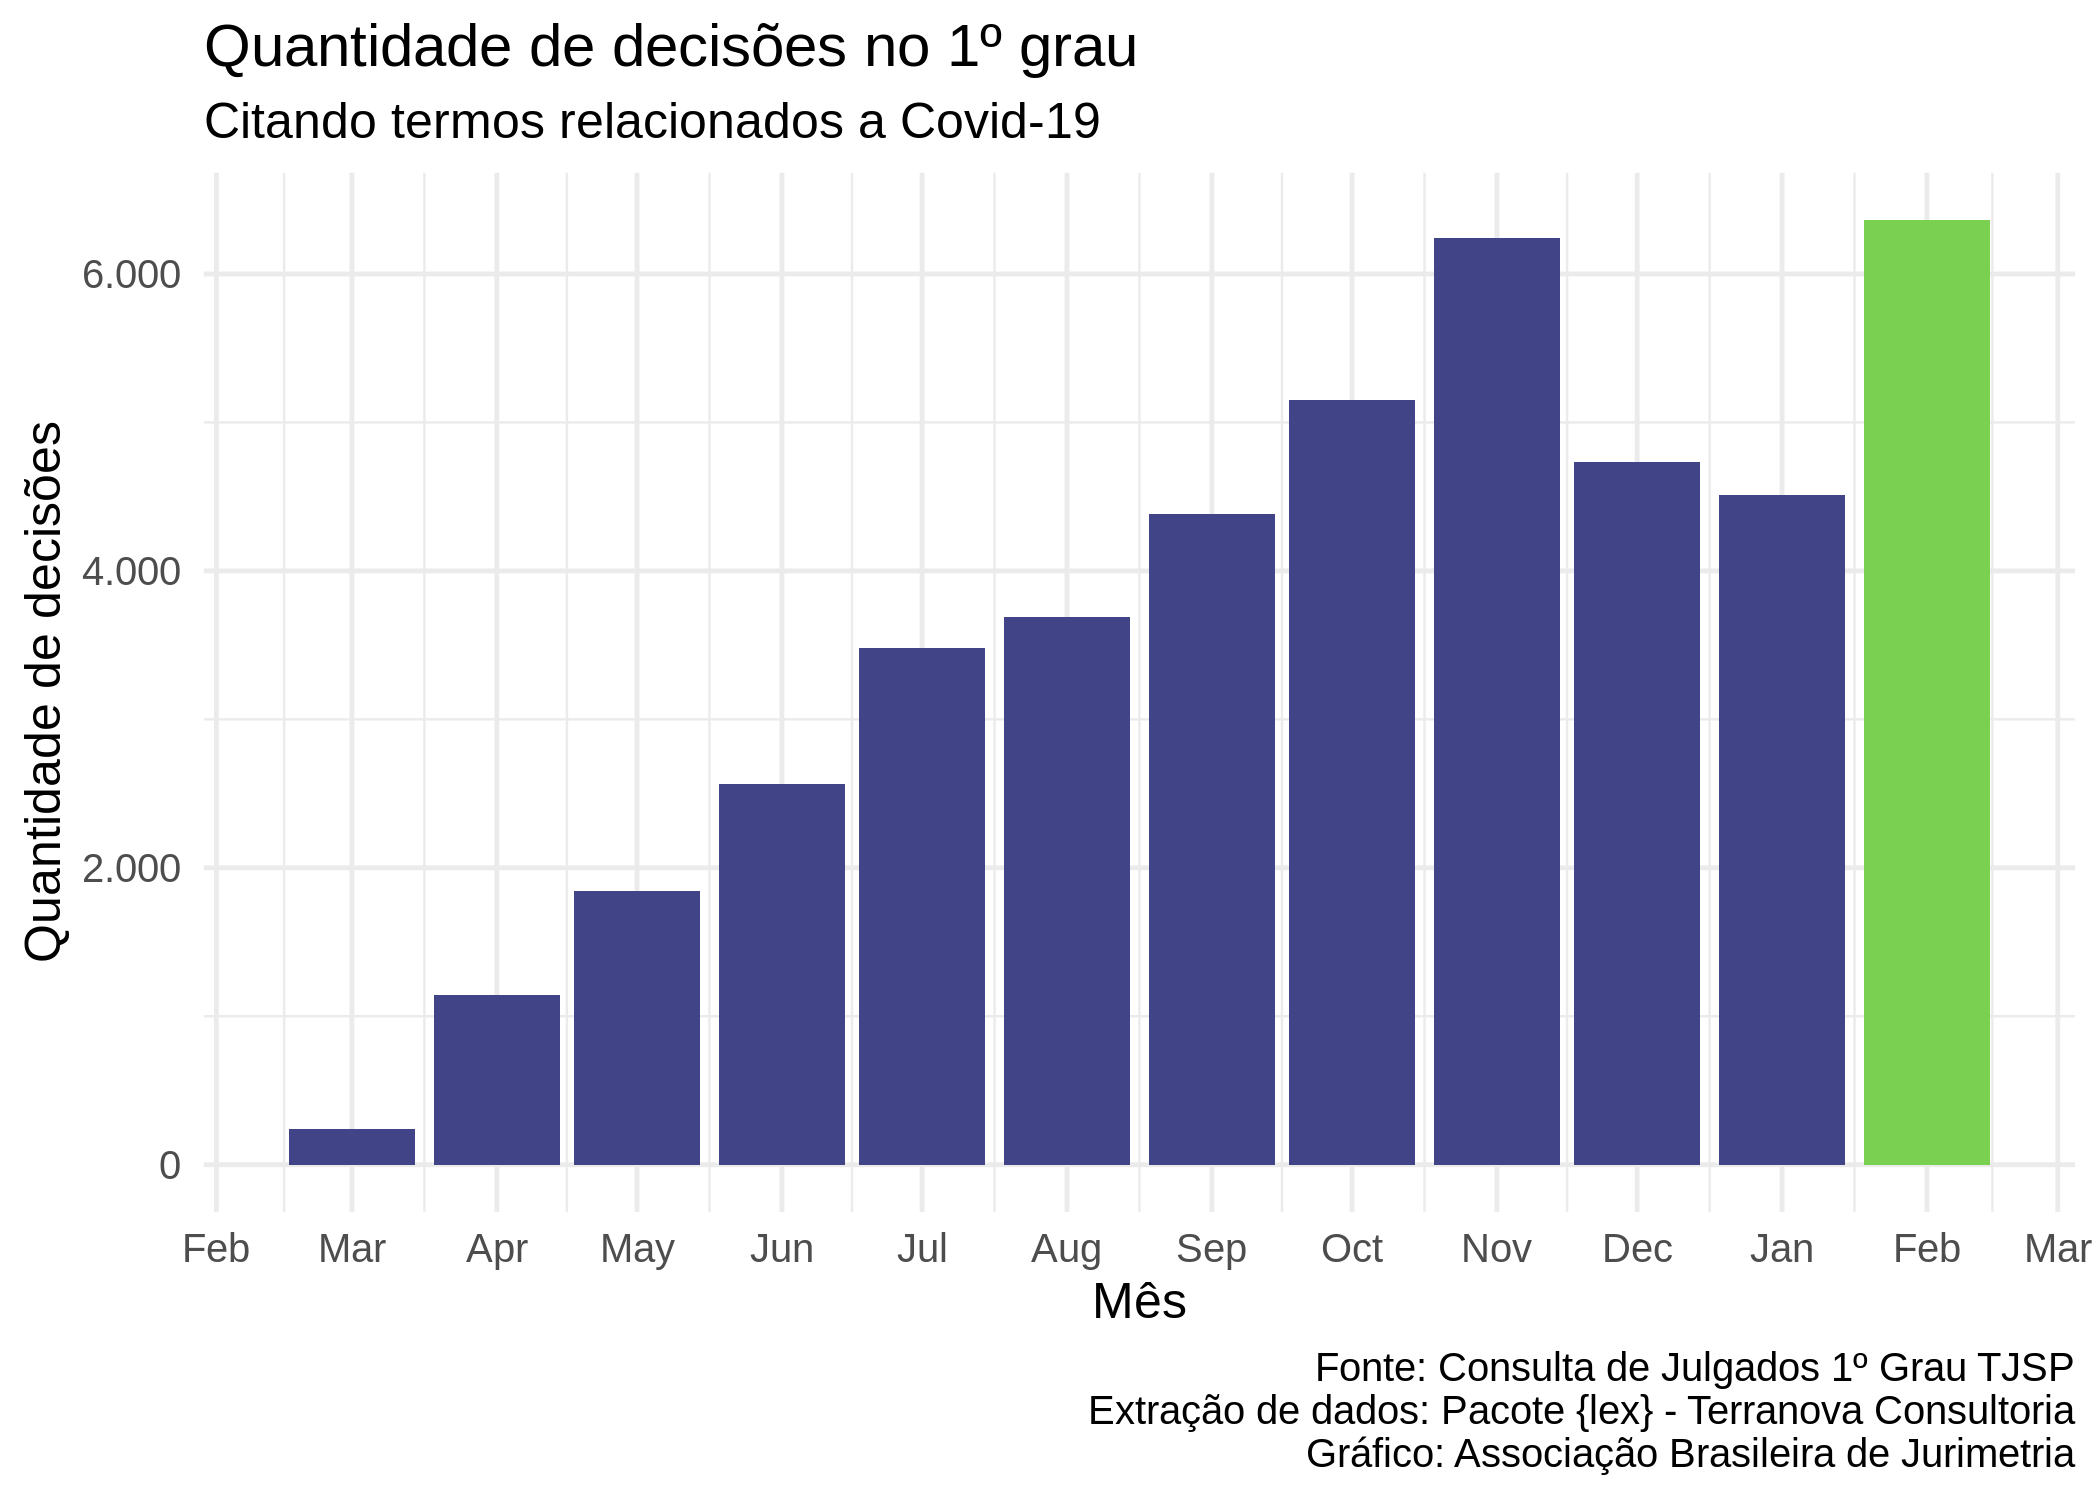 Quantidade de decisões no 1º grau
Citando termos relacionados a Covid-19
Quantidade de decisões
6.000
4.000
2.000
0
Feb Mar Apr May Jun Jul Aug Sep Oct Nov Dec Jan Feb Mar
Mês
Fonte: Consulta de Julgados 1º Grau TJSP
Extração de dados: Pacote {lex} - Terranova Consultoria
Gráfico: Associação Brasileira de Jurimetria